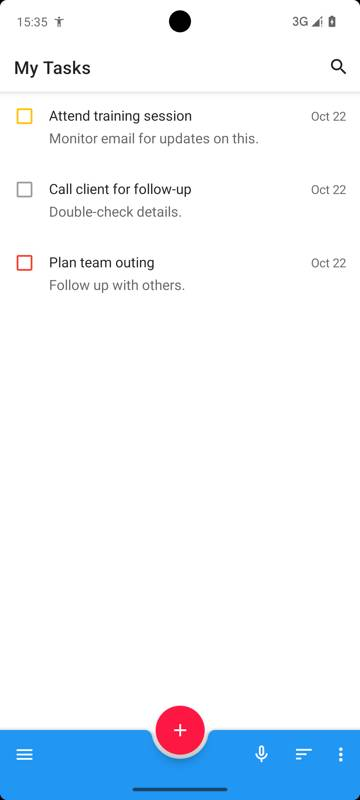 15:35
3G
My Tasks
Attend training session
Oct 22
Monitor email for updates on this.
Call client for follow-up
Oct 22
Double-check details.
Plan team outing
Oct 22
Follow up with others.